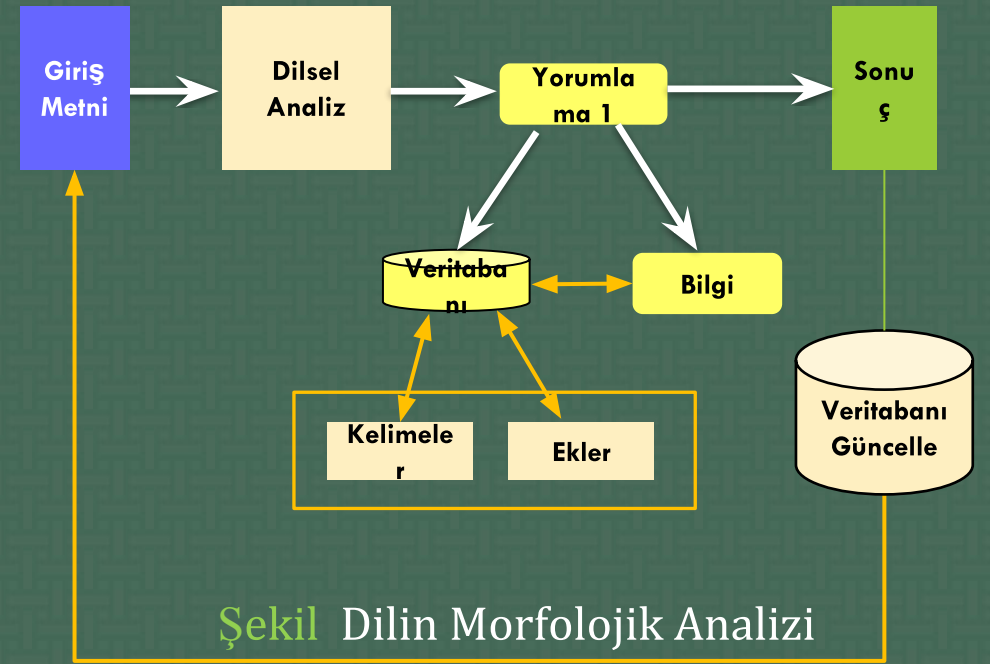 Giriş
Metni
Dilsel
Analiz
Yorumla
ma 1
Sonu
ç
Veritaba
nı
Bilgi
Kelimele
r
Ekler
Veritabanı
Güncelle
Şekil Dilin Morfolojik Analizi